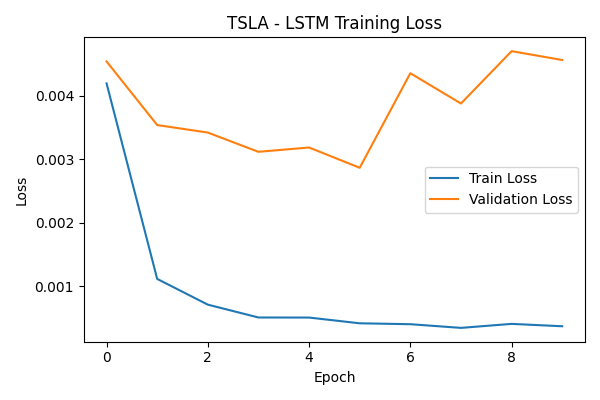 TSLA - LSTM Training Loss
Loss
0.004
0.003
0.002
0.001
Train Loss
Validation Loss
0
2
4
6
8
Epoch